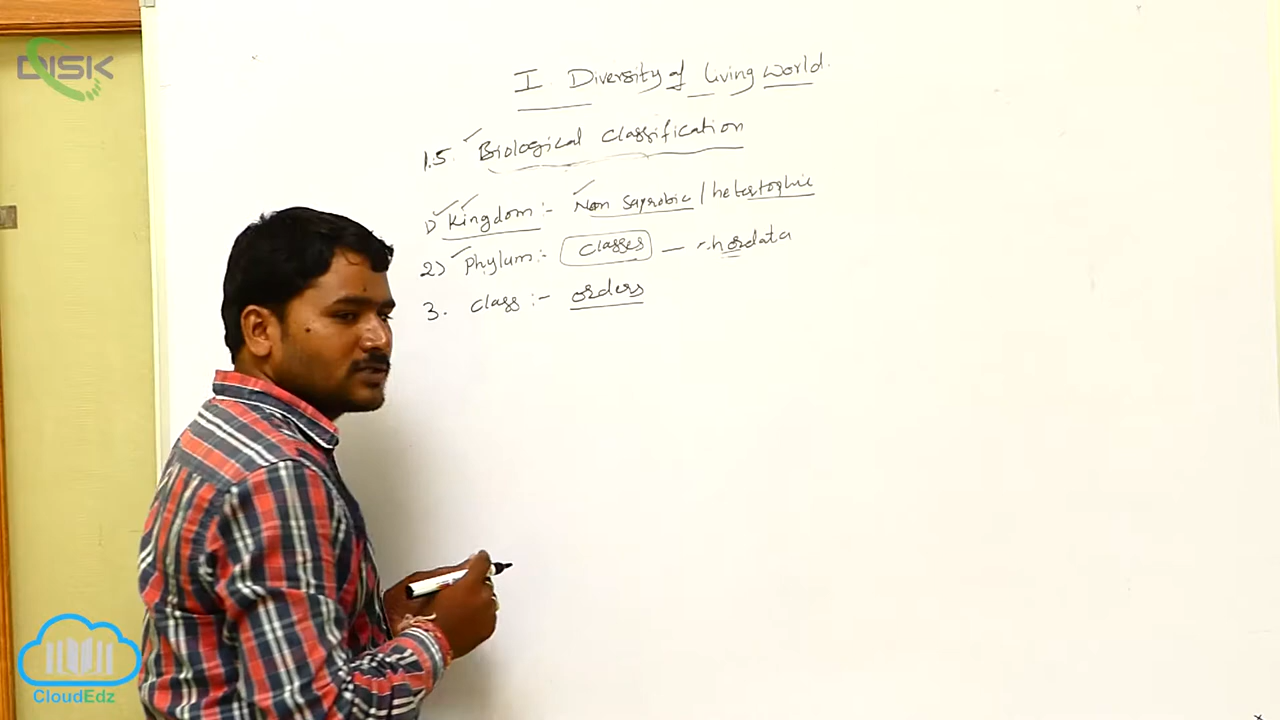 DISK
I. Diversity of living world.
1.5. Biological classification
1) Kingdom :- Non saprobic / hetertophic
2) Phylum :- classes — chordata
3. class :- orders
CloudEdz